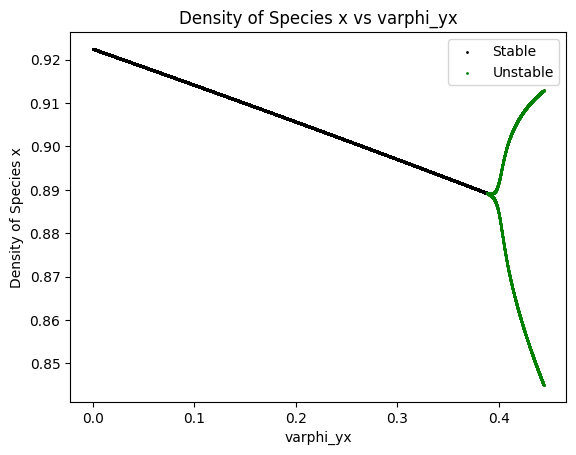 Density of Species x vs varphi_yx
Stable
Unstable
0.92
0.91
0.90
0.89
0.88
0.87
0.86
0.85
Density of Species x
0.0
0.1
0.2
0.3
0.4
varphi_yx